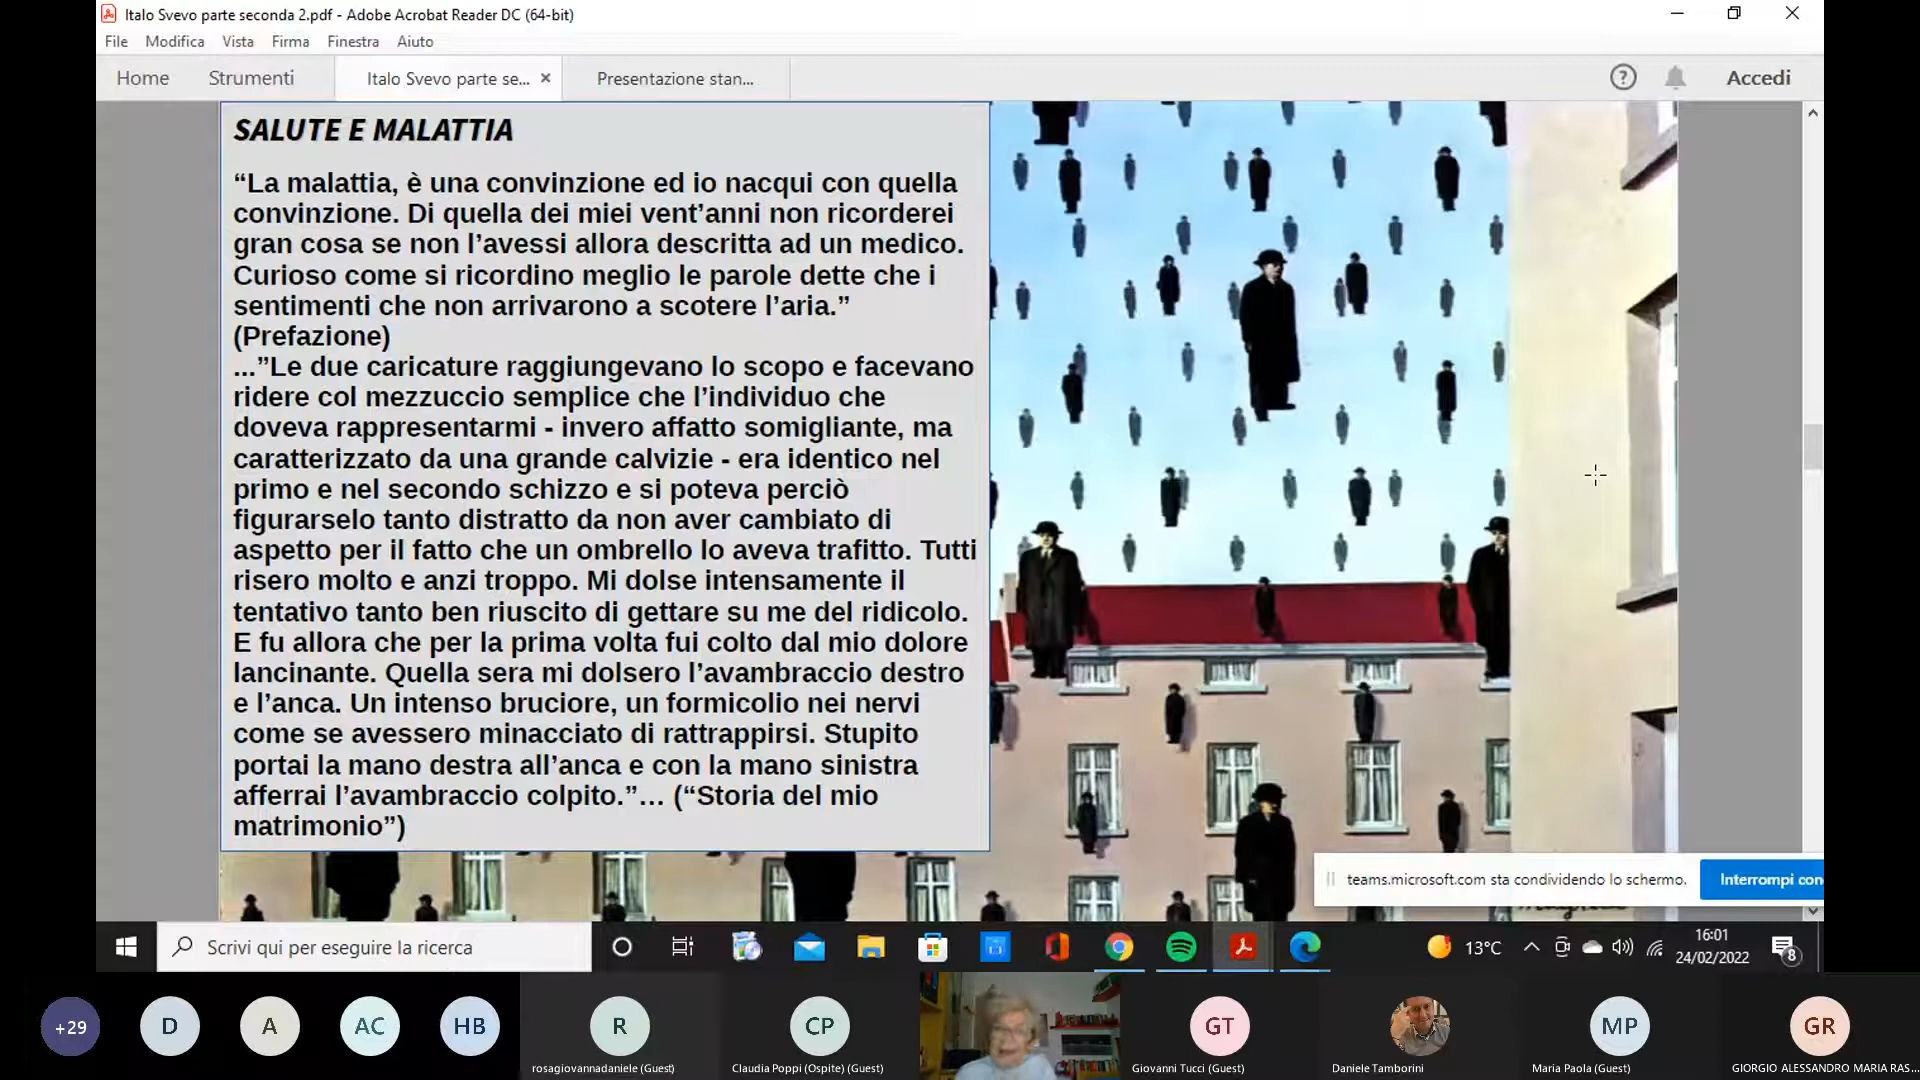 Italo Svevo parte seconda 2.pdf - Adobe Acrobat Reader DC (64-bit)
File Modifica Vista Firma Finestra Aiuto
Home Strumenti Italo Svevo parte se... Presentazione stan... Accedi
SALUTE E MALATTIA
“La malattia, è una convinzione ed io nacqui con quella
convinzione. Di quella dei miei vent’anni non ricorderei
gran cosa se non l’avessi allora descritta ad un medico.
Curioso come si ricordino meglio le parole dette che i
sentimenti che non arrivarono a scotere l’aria.”
(Prefazione)
...”Le due caricature raggiungevano lo scopo e facevano
ridere col mezzuccio semplice che l’individuo che
doveva rappresentarmi - invero affatto somigliante, ma
caratterizzato da una grande calvizie - era identico nel
primo e nel secondo schizzo e si poteva perciò
figurarselo tanto distratto da non aver cambiato di
aspetto per il fatto che un ombrello lo aveva trafitto. Tutti
risero molto e anzi troppo. Mi dolse intensamente il
tentativo tanto ben riuscito di gettare su me del ridicolo.
E fu allora che per la prima volta fui colto dal mio dolore
lancinante. Quella sera mi dolsero l’avambraccio destro
e l’anca. Un intenso bruciore, un formicolio nei nervi
come se avessero minacciato di rattrappirsi. Stupito
portai la mano destra all’anca e con la mano sinistra
afferrai l’avambraccio colpito.”… (“Storia del mio
matrimonio”)
teams.microsoft.com sta condividendo lo schermo. Interrompi con
Scrivi qui per eseguire la ricerca
13°C
16:01
24/02/2022
8
+29 D A AC HB R CP GT MP GR
rosagiovannadaniele (Guest) Claudia Poppi (Ospite) (Guest) Giovanni Tucci (Guest) Daniele Tamborini Maria Paola (Guest) GIORGIO ALESSANDRO MARIA RAS...